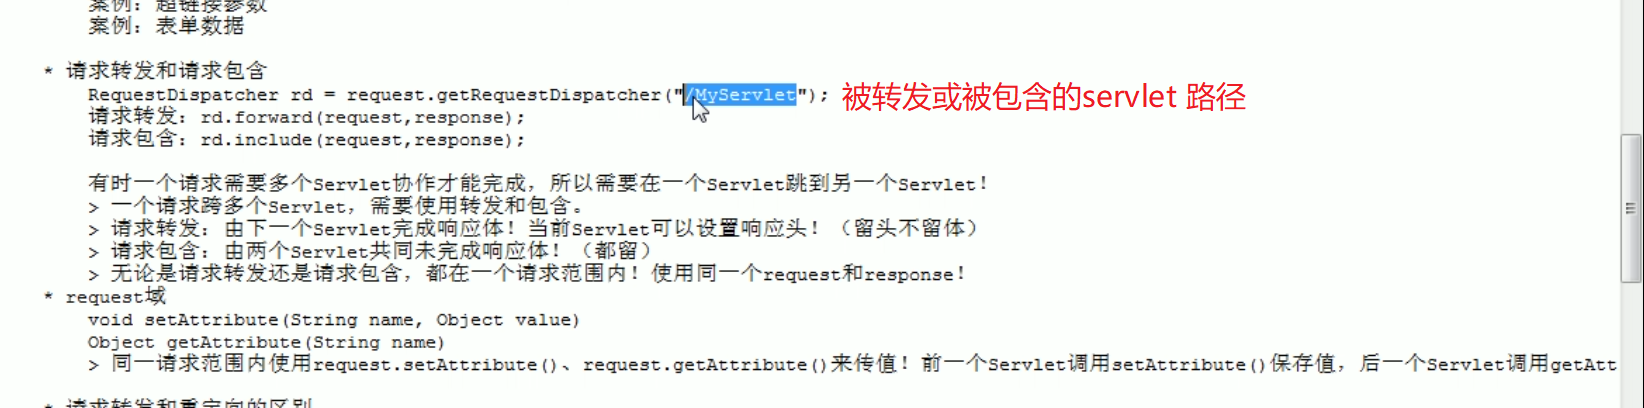 案例：超链接参数
案例：表单数据
* 请求转发和请求包含
RequestDispatcher rd = request.getRequestDispatcher("/MyServlet"); 被转发或被包含的servlet 路径
请求转发：rd.forward(request,response);
请求包含：rd.include(request,response);
有时一个请求需要多个Servlet协作才能完成，所以需要在一个Servlet跳到另一个Servlet！
> 一个请求跨多个Servlet，需要使用转发和包含。
> 请求转发：由下一个Servlet完成响应体！当前Servlet可以设置响应头！（留头不留体）
> 请求包含：由两个Servlet共同未完成响应体！（都留）
> 无论是请求转发还是请求包含，都在一个请求范围内！使用同一个request和response！
* request域
void setAttribute(String name, Object value)
Object getAttribute(String name)
> 同一请求范围内使用request.setAttribute()、request.getAttribute()来传值！前一个Servlet调用setAttribute()保存值，后一个Servlet调用getAtt
* 请求转发和重定向的区别